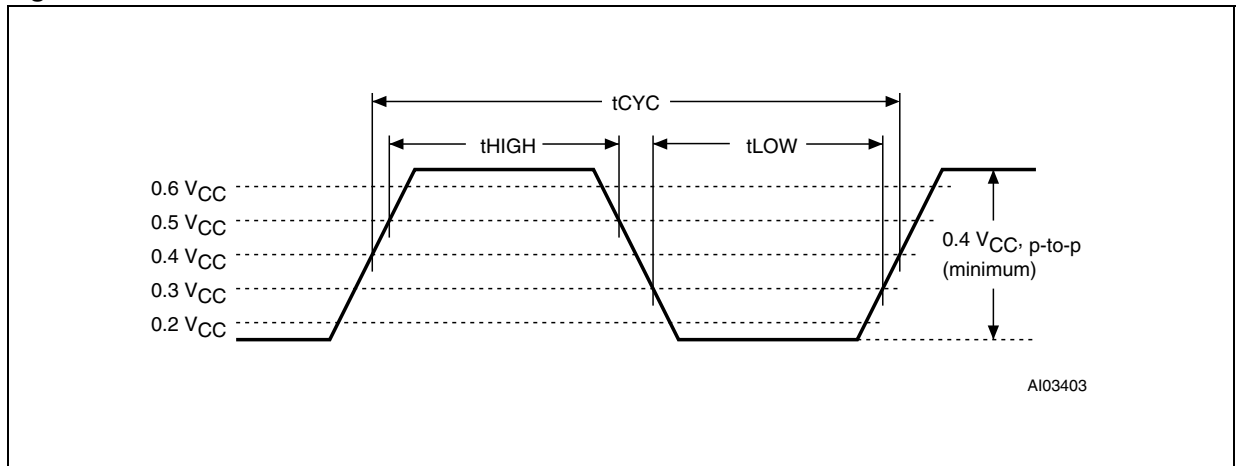 tCYC
tHIGH
tLOW
0.6 VCC
0.5 VCC
0.4 VCC
0.3 VCC
0.2 VCC
0.4 VCC, p-to-p
(minimum)
AI03403